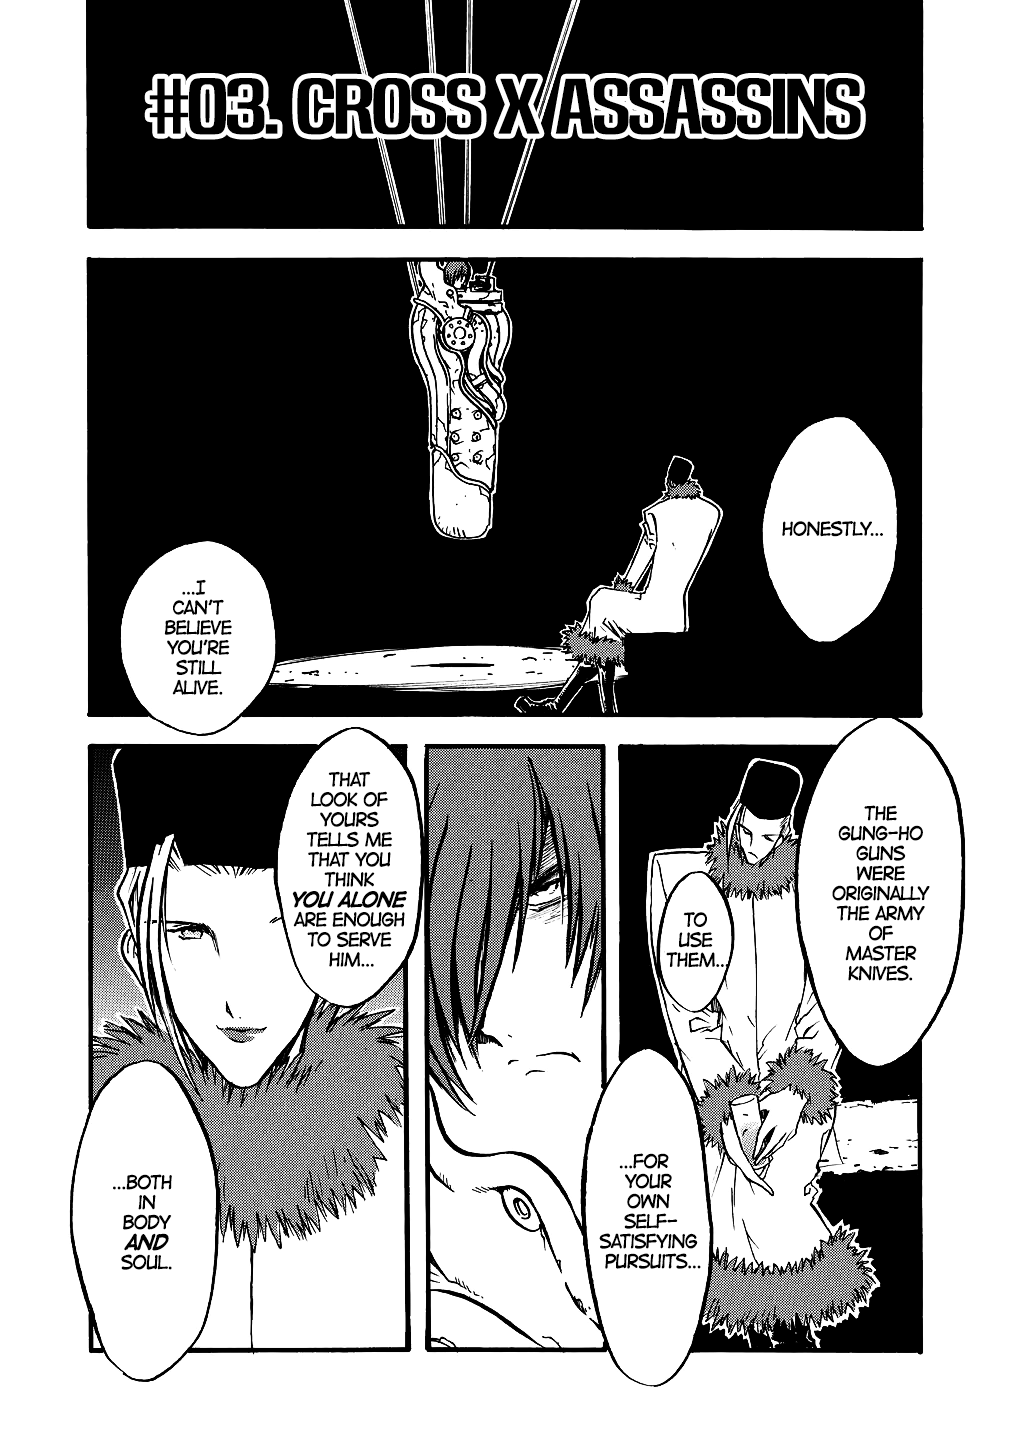 #03. CROSS X ASSASSINS
HONESTLY...
...I
CAN'T
BELIEVE
YOU'RE
STILL
ALIVE.
THE
GUNG-HO
GUNS
WERE
ORIGINALLY
THE ARMY
OF
MASTER
KNIVES.
TO
USE
THEM...
...FOR
YOUR
OWN
SELF-
SATISFYING
PURSUITS...
THAT
LOOK OF
YOURS
TELLS ME
THAT YOU
THINK
YOU ALONE
ARE ENOUGH
TO SERVE
HIM...
...BOTH
IN
BODY
AND
SOUL.